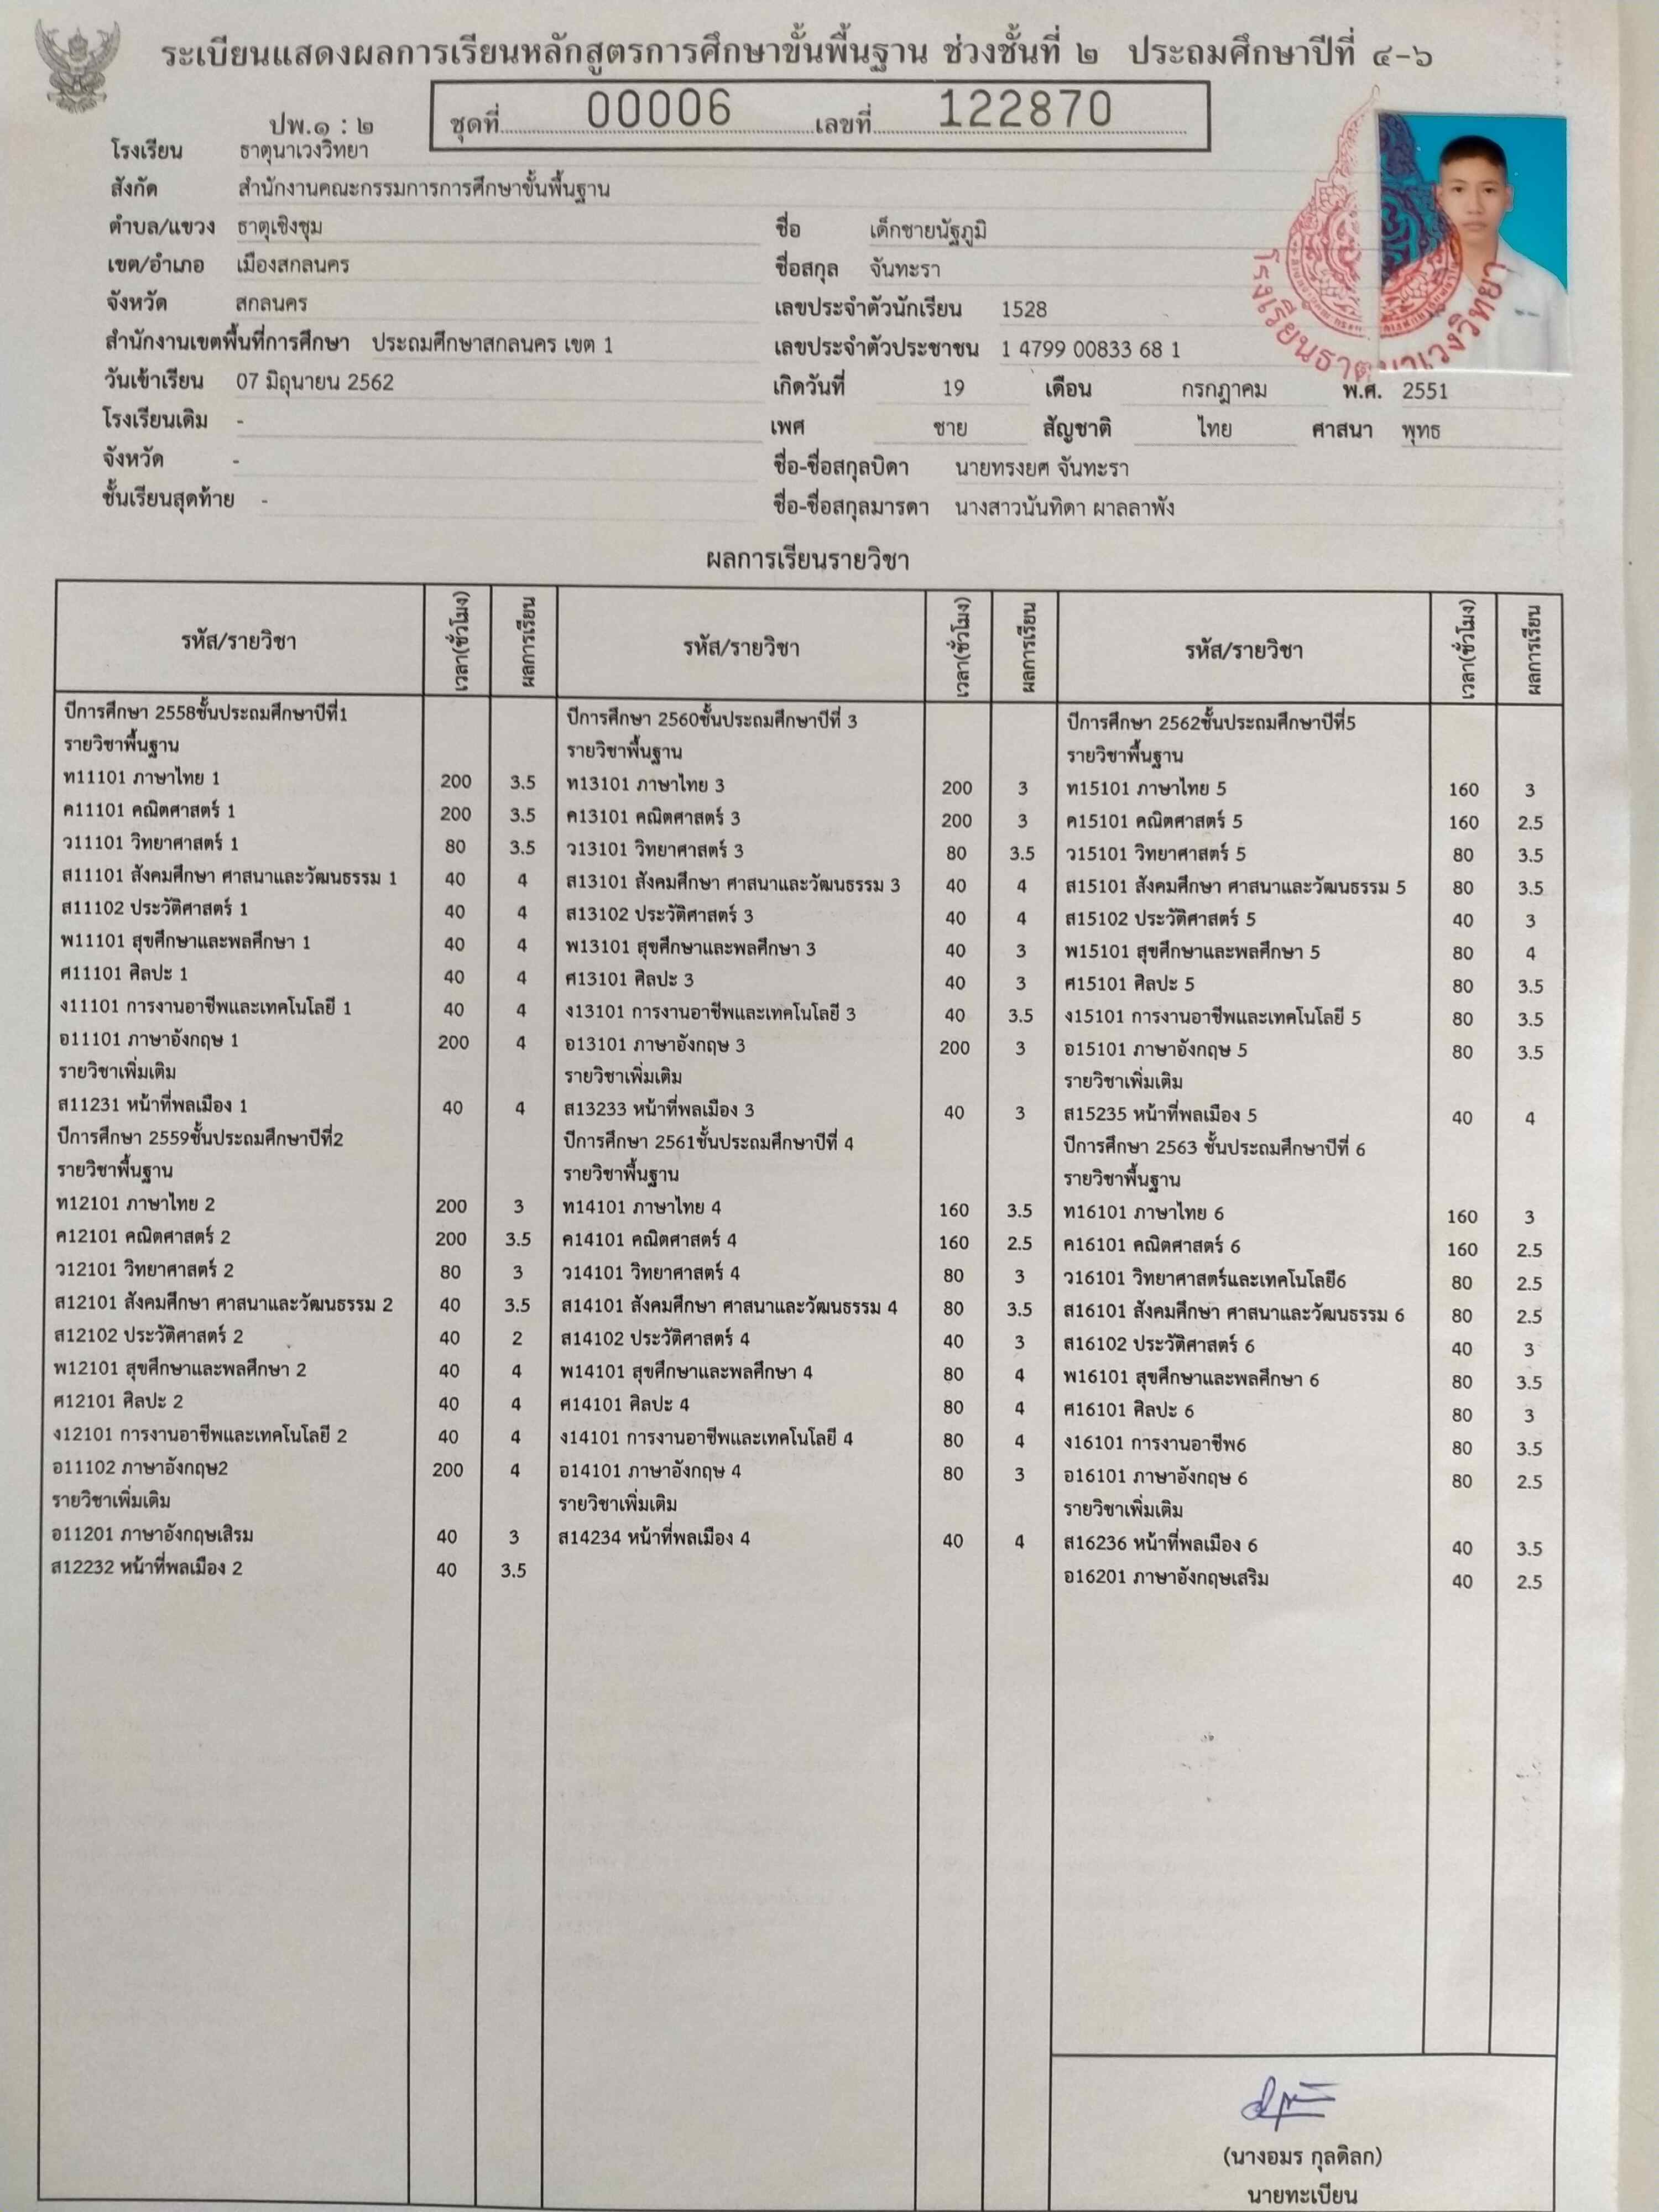 ระเบียนแสดงผลการเรียนหลักสูตรการศึกษาขั้นพื้นฐาน ช่วงชั้นที่ ๒ ประถมศึกษาปีที่ ๔-๖
ปพ.๑ : ๒ ชุดที่ 00006 เลขที่ 122870
โรงเรียน ธาตุนาเวงวิทยา
สังกัด สำนักงานคณะกรรมการการศึกษาขั้นพื้นฐาน
ตำบล/แขวง ธาตุเชิงชุม
เขต/อำเภอ เมืองสกลนคร
จังหวัด สกลนคร
สำนักงานเขตพื้นที่การศึกษา ประถมศึกษาสกลนคร เขต 1
วันเข้าเรียน 07 มิถุนายน 2562
โรงเรียนเดิม -
จังหวัด -
ชั้นเรียนสุดท้าย -
ชื่อ เด็กชายนัฐภูมิ
ชื่อสกุล จันทะรา
เลขประจำตัวนักเรียน 1528
เลขประจำตัวประชาชน 1 4799 00833 68 1
เกิดวันที่ 19 เดือน กรกฎาคม พ.ศ. 2551
เพศ ชาย สัญชาติ ไทย ศาสนา พุทธ
ชื่อ-ชื่อสกุลบิดา นายทรงยศ จันทะรา
ชื่อ-ชื่อสกุลมารดา นางสาวนันทิดา ผาลลาพัง
โรงเรียนธาตุนาเวงวิทยา
ผลการเรียนรายวิชา
รหัส/รายวิชา เวลา(ชั่วโมง) ผลการเรียน
ปีการศึกษา 2558ชั้นประถมศึกษาปีที่1
รายวิชาพื้นฐาน
ท11101 ภาษาไทย 1 200 3.5
ค11101 คณิตศาสตร์ 1 200 3.5
ว11101 วิทยาศาสตร์ 1 80 3.5
ส11101 สังคมศึกษา ศาสนาและวัฒนธรรม 1 40 4
ส11102 ประวัติศาสตร์ 1 40 4
พ11101 สุขศึกษาและพลศึกษา 1 40 4
ศ11101 ศิลปะ 1 40 4
ง11101 การงานอาชีพและเทคโนโลยี 1 40 4
อ11101 ภาษาอังกฤษ 1 200 4
รายวิชาเพิ่มเติม
ส11231 หน้าที่พลเมือง 1 40 4
ปีการศึกษา 2559ชั้นประถมศึกษาปีที่2
รายวิชาพื้นฐาน
ท12101 ภาษาไทย 2 200 3
ค12101 คณิตศาสตร์ 2 200 3.5
ว12101 วิทยาศาสตร์ 2 80 3
ส12101 สังคมศึกษา ศาสนาและวัฒนธรรม 2 40 3.5
ส12102 ประวัติศาสตร์ 2 40 2
พ12101 สุขศึกษาและพลศึกษา 2 40 4
ศ12101 ศิลปะ 2 40 4
ง12101 การงานอาชีพและเทคโนโลยี 2 40 4
อ11102 ภาษาอังกฤษ2 200 4
รายวิชาเพิ่มเติม
อ11201 ภาษาอังกฤษเสิรม 40 3
ส12232 หน้าที่พลเมือง 2 40 3.5
รหัส/รายวิชา เวลา(ชั่วโมง) ผลการเรียน
ปีการศึกษา 2560ชั้นประถมศึกษาปีที่ 3
รายวิชาพื้นฐาน
ท13101 ภาษาไทย 3 200 3
ค13101 คณิตศาสตร์ 3 200 3
ว13101 วิทยาศาสตร์ 3 80 3.5
ส13101 สังคมศึกษา ศาสนาและวัฒนธรรม 3 40 4
ส13102 ประวัติศาสตร์ 3 40 4
พ13101 สุขศึกษาและพลศึกษา 3 40 3
ศ13101 ศิลปะ 3 40 3
ง13101 การงานอาชีพและเทคโนโลยี 3 40 3.5
อ13101 ภาษาอังกฤษ 3 200 3
รายวิชาเพิ่มเติม
ส13233 หน้าที่พลเมือง 3 40 3
ปีการศึกษา 2561ชั้นประถมศึกษาปีที่ 4
รายวิชาพื้นฐาน
ท14101 ภาษาไทย 4 160 3.5
ค14101 คณิตศาสตร์ 4 160 2.5
ว14101 วิทยาศาสตร์ 4 80 3
ส14101 สังคมศึกษา ศาสนาและวัฒนธรรม 4 80 3.5
ส14102 ประวัติศาสตร์ 4 40 3
พ14101 สุขศึกษาและพลศึกษา 4 80 4
ศ14101 ศิลปะ 4 80 4
ง14101 การงานอาชีพและเทคโนโลยี 4 80 4
อ14101 ภาษาอังกฤษ 4 80 3
รายวิชาเพิ่มเติม
ส14234 หน้าที่พลเมือง 4 40 4
รหัส/รายวิชา เวลา(ชั่วโมง) ผลการเรียน
ปีการศึกษา 2562ชั้นประถมศึกษาปีที่5
รายวิชาพื้นฐาน
ท15101 ภาษาไทย 5 160 3
ค15101 คณิตศาสตร์ 5 160 2.5
ว15101 วิทยาศาสตร์ 5 80 3.5
ส15101 สังคมศึกษา ศาสนาและวัฒนธรรม 5 80 3.5
ส15102 ประวัติศาสตร์ 5 40 3
พ15101 สุขศึกษาและพลศึกษา 5 80 4
ศ15101 ศิลปะ 5 80 3.5
ง15101 การงานอาชีพและเทคโนโลยี 5 80 3.5
อ15101 ภาษาอังกฤษ 5 80 3.5
รายวิชาเพิ่มเติม
ส15235 หน้าที่พลเมือง 5 40 4
ปีการศึกษา 2563 ชั้นประถมศึกษาปีที่ 6
รายวิชาพื้นฐาน
ท16101 ภาษาไทย 6 160 3
ค16101 คณิตศาสตร์ 6 160 2.5
ว16101 วิทยาศาสตร์และเทคโนโลยี6 80 2.5
ส16101 สังคมศึกษา ศาสนาและวัฒนธรรม 6 80 2.5
ส16102 ประวัติศาสตร์ 6 40 3
พ16101 สุขศึกษาและพลศึกษา 6 80 3.5
ศ16101 ศิลปะ 6 80 3
ง16101 การงานอาชีพ6 80 3.5
อ16101 ภาษาอังกฤษ 6 80 2.5
รายวิชาเพิ่มเติม
ส16236 หน้าที่พลเมือง 6 40 3.5
อ16201 ภาษาอังกฤษเสริม 40 2.5
(นางอมร กุลดิลก)
นายทะเบียน